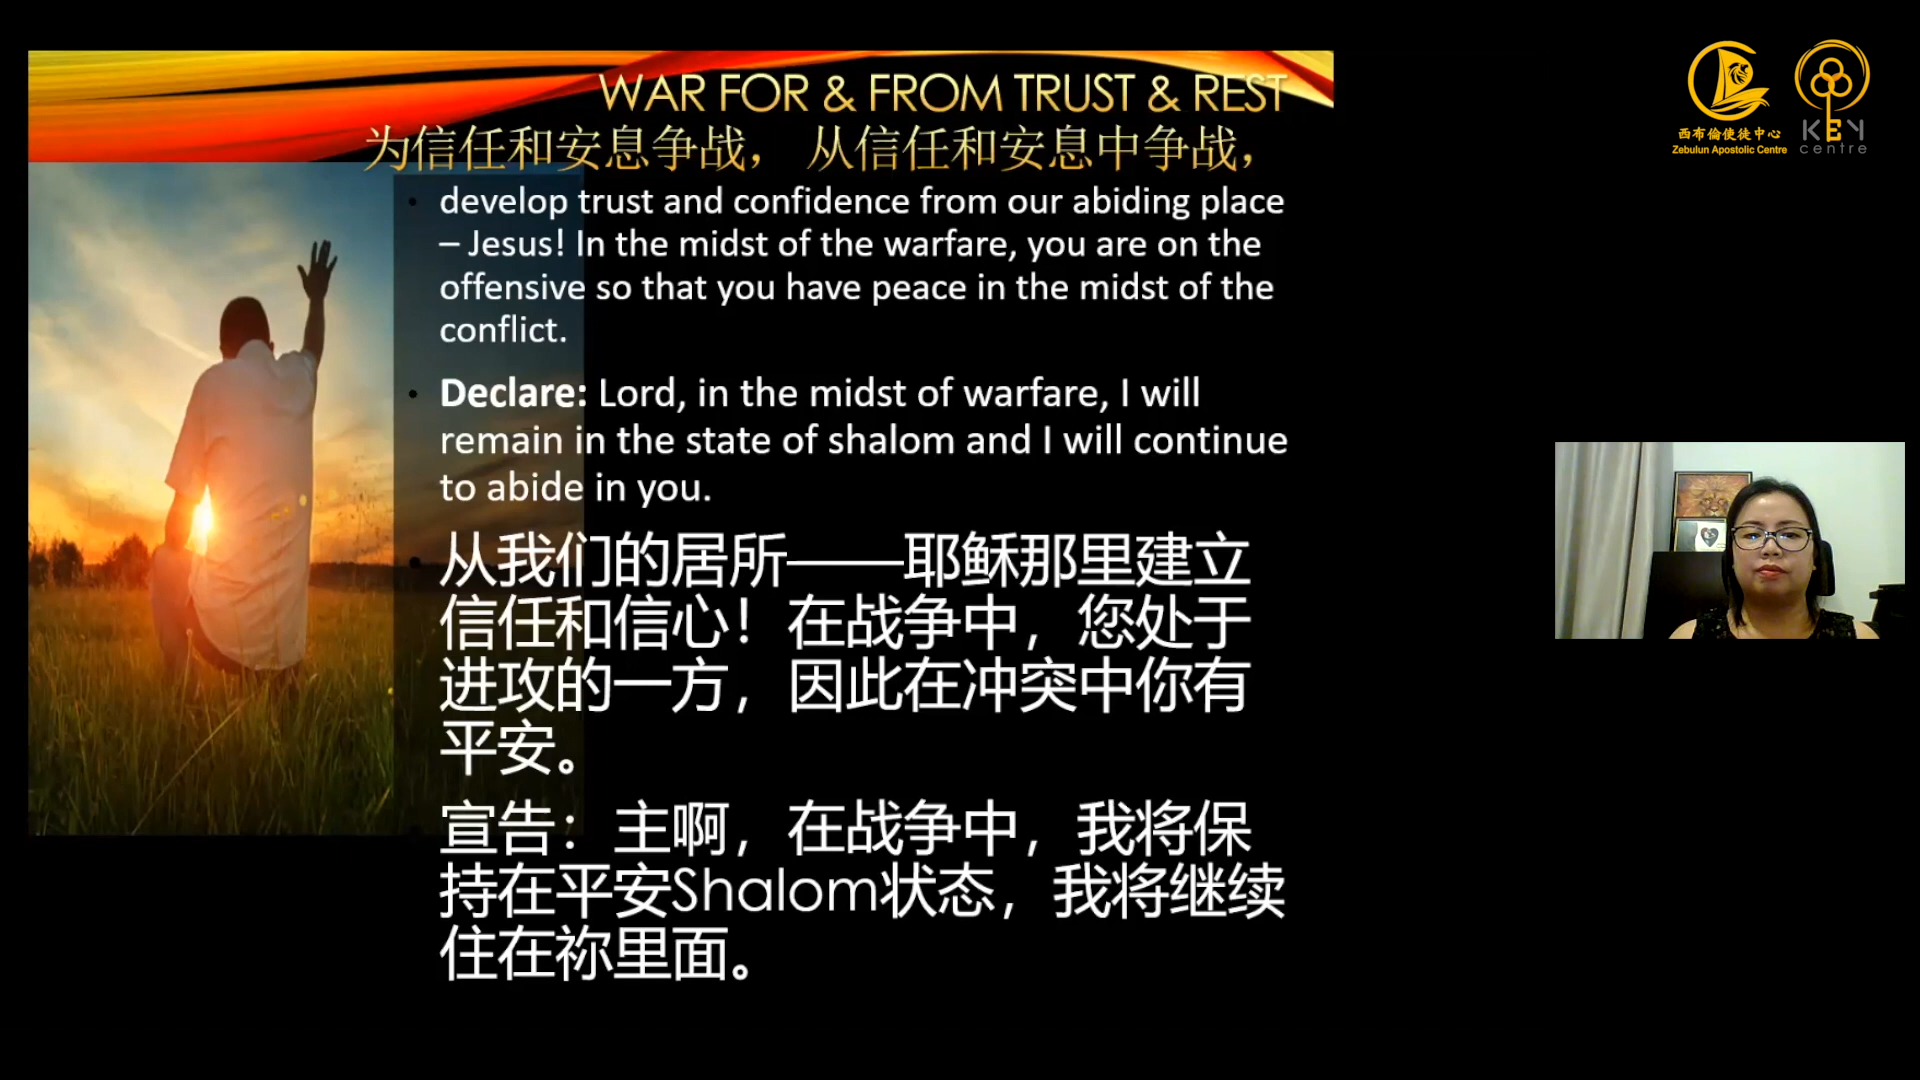 WAR FOR & FROM TRUST & REST
为信任和安息争战， 从信任和安息中争战，
• develop trust and confidence from our abiding place
– Jesus! In the midst of the warfare, you are on the
offensive so that you have peace in the midst of the
conflict.
• Declare: Lord, in the midst of warfare, I will
remain in the state of shalom and I will continue
to abide in you.
• 从我们的居所——耶稣那里建立
信任和信心！在战争中，您处于
进攻的一方，因此在冲突中你有
平安。
宣告：主啊，在战争中，我将保
持在平安Shalom状态，我将继续
住在祢里面。
西布倫使徒中心
Zebulun Apostolic Centre
KEY
centre